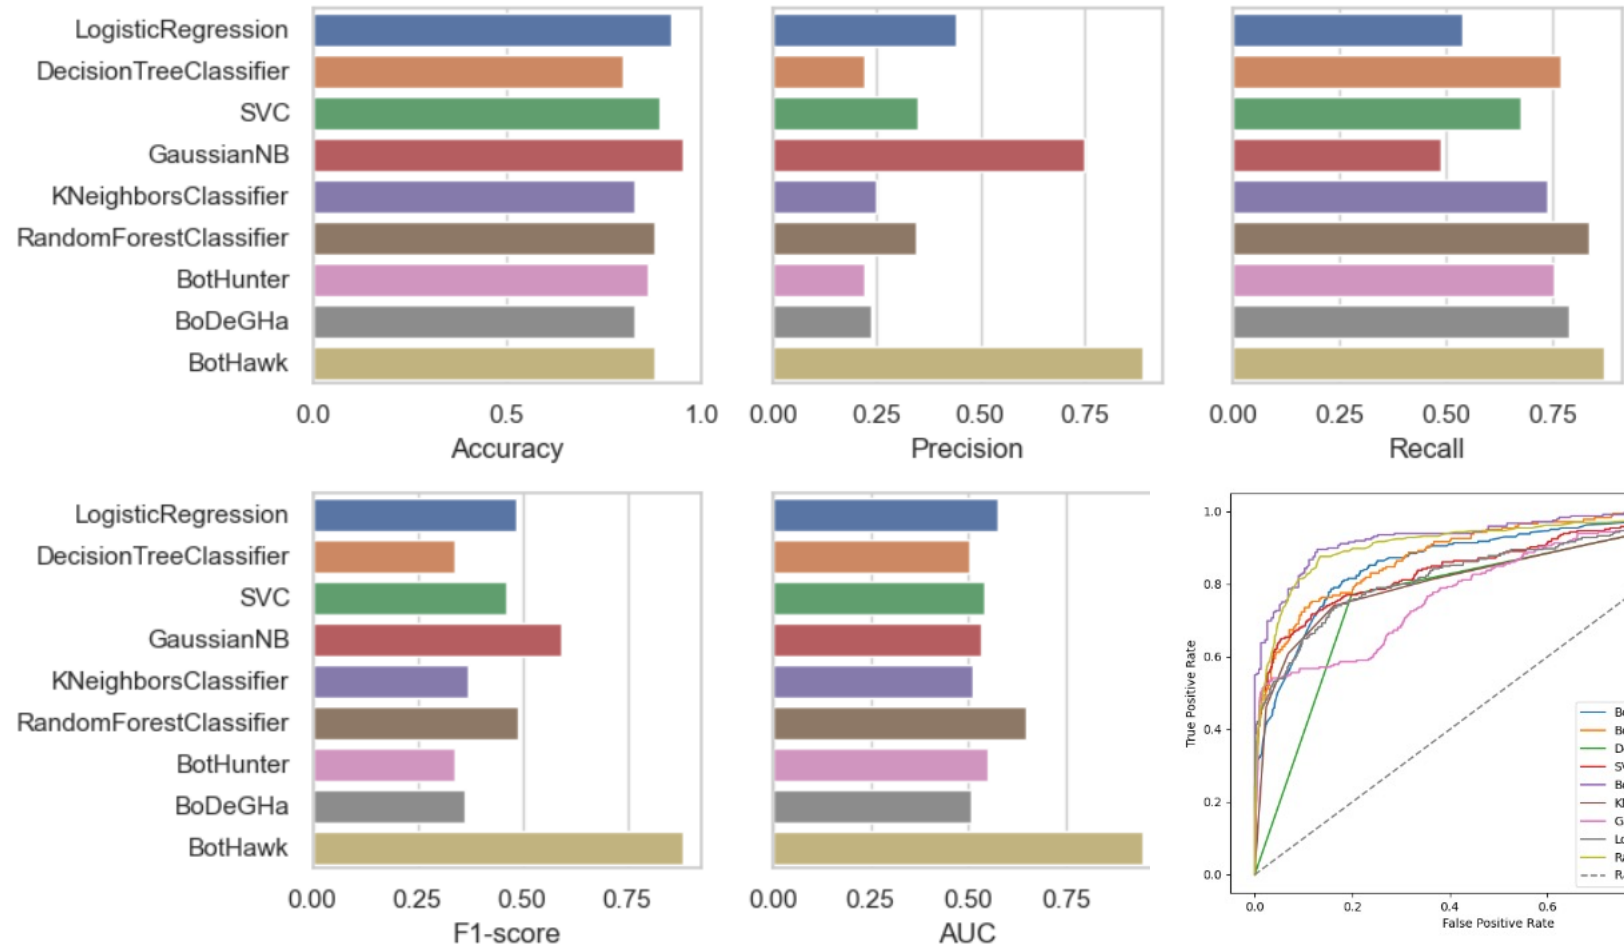 LogisticRegression
DecisionTreeClassifier
SVC
GaussianNB
KNeighborsClassifier
RandomForestClassifier
BotHunter
BoDeGHa
BotHawk
0.0 0.5 1.0
Accuracy
0.00 0.25 0.50 0.75
Precision
0.00 0.25 0.50 0.75
Recall
LogisticRegression
DecisionTreeClassifier
SVC
GaussianNB
KNeighborsClassifier
RandomForestClassifier
BotHunter
BoDeGHa
BotHawk
0.00 0.25 0.50 0.75
F1-score
0.00 0.25 0.50 0.75
AUC
1.0
0.8
0.6
0.4
0.2
0.0
True Positive Rate
0.0 0.2 0.4 0.6
False Positive Rate